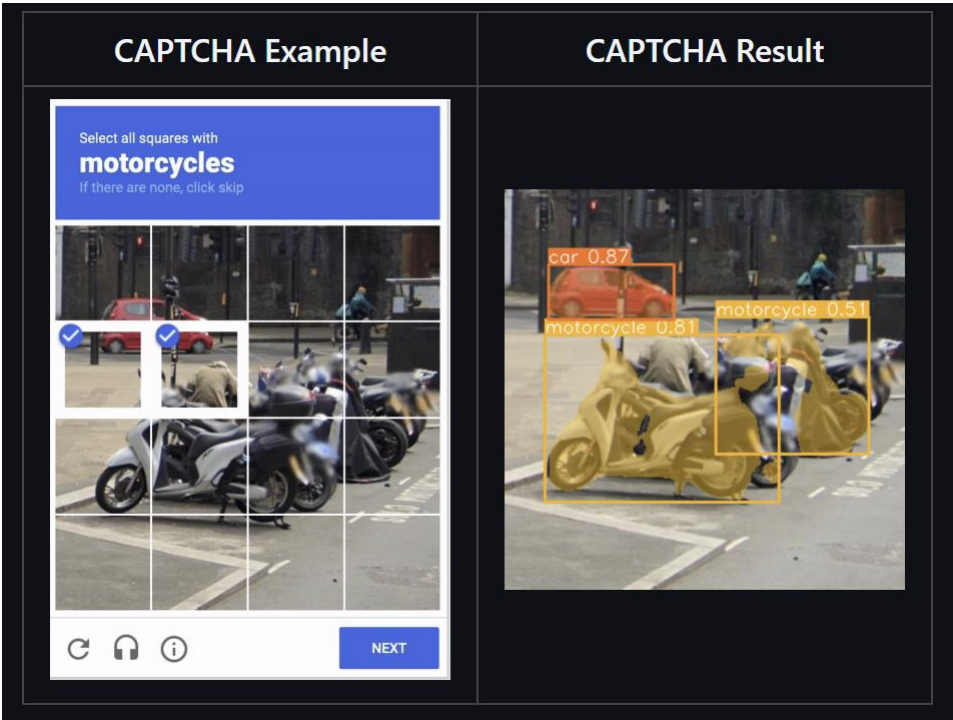 CAPTCHA Example
CAPTCHA Result
Select all squares with
motorcycles
If there are none, click skip
NEXT
car 0.87
motorcycle 0.81
motorcycle 0.51